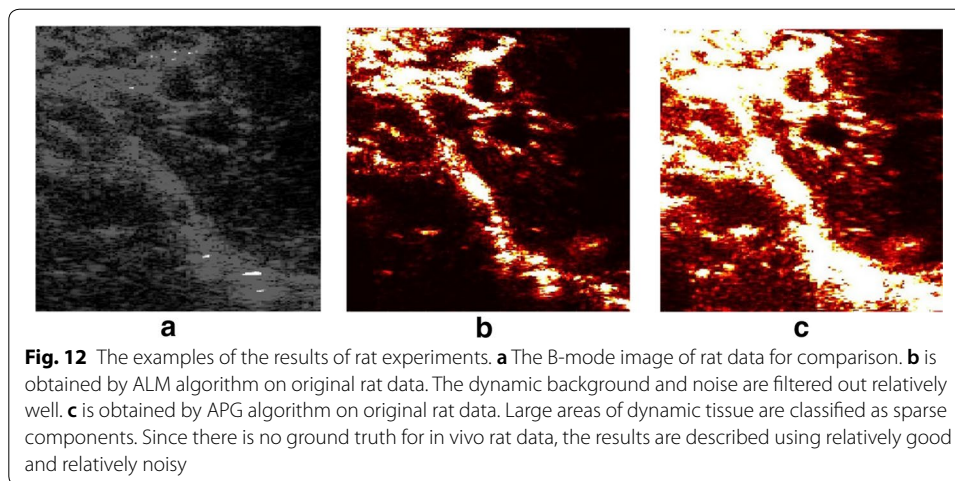 a b c
Fig. 12 The examples of the results of rat experiments. a The B-mode image of rat data for comparison. b is
obtained by ALM algorithm on original rat data. The dynamic background and noise are filtered out relatively
well. c is obtained by APG algorithm on original rat data. Large areas of dynamic tissue are classified as sparse
components. Since there is no ground truth for in vivo rat data, the results are described using relatively good
and relatively noisy